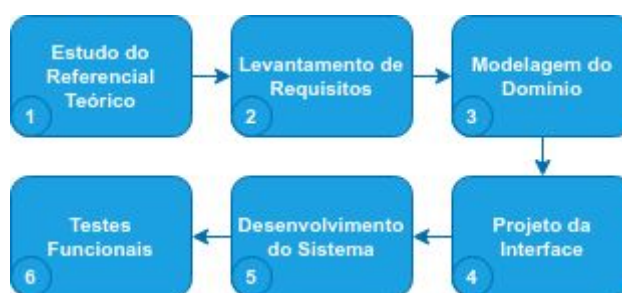 Estudo do
Referencial
Teórico
1
Levantamento de
Requisitos
2
Modelagem do
Domínio
3
Projeto da
Interface
4
Desenvolvimento
do Sistema
5
Testes
Funcionais
6